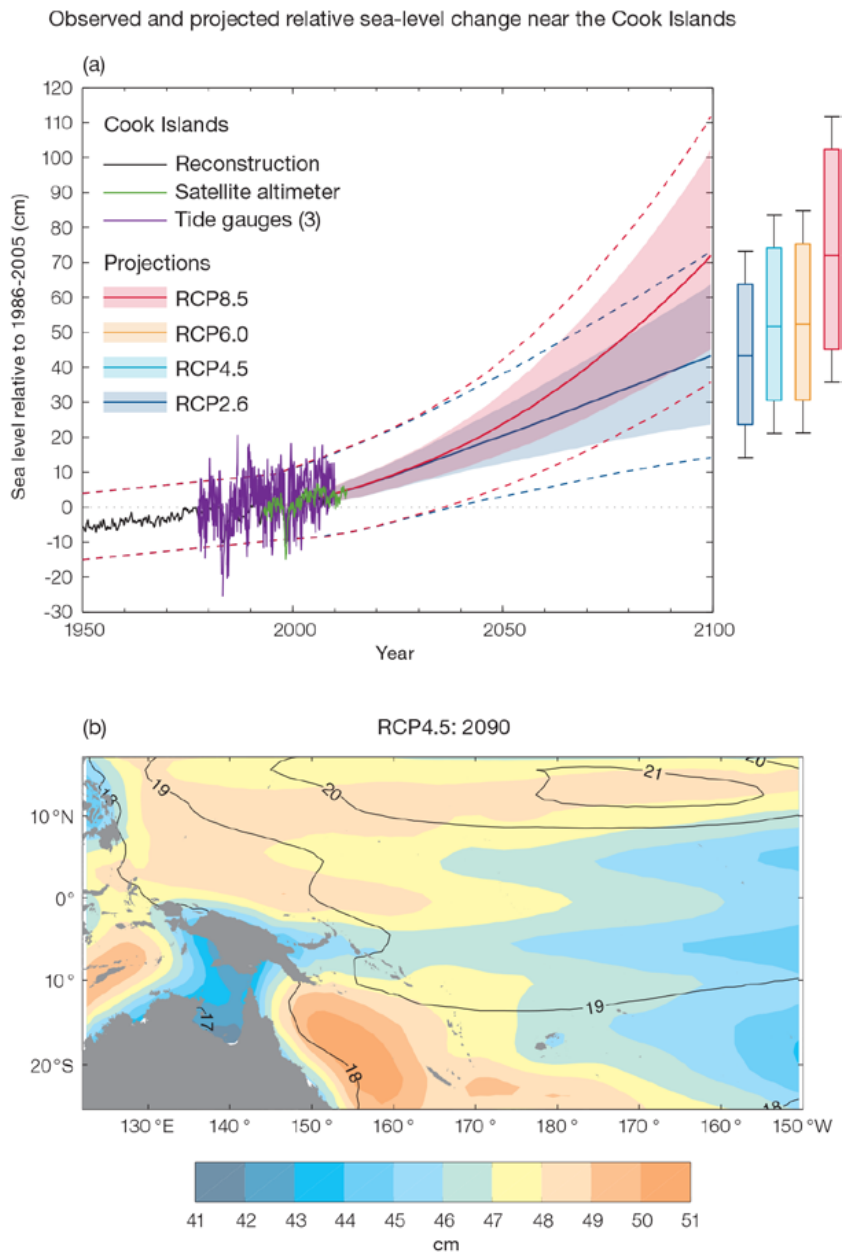 Observed and projected relative sea-level change near the Cook Islands
(a)
120
110
100
90
80
70
60
50
40
30
20
10
0
-10
-20
-30
Sea level relative to 1986-2005 (cm)
Cook Islands
Reconstruction
Satellite altimeter
Tide gauges (3)
Projections
RCP8.5
RCP6.0
RCP4.5
RCP2.6
1950 2000 2050 2100
Year
(b) RCP4.5: 2090
18 19 20 21 20
10°N
0°
10°
20°S
19
17
18
18
130°E 140° 150° 160° 170° 180° 170° 160° 150°W
41 42 43 44 45 46 47 48 49 50 51
cm